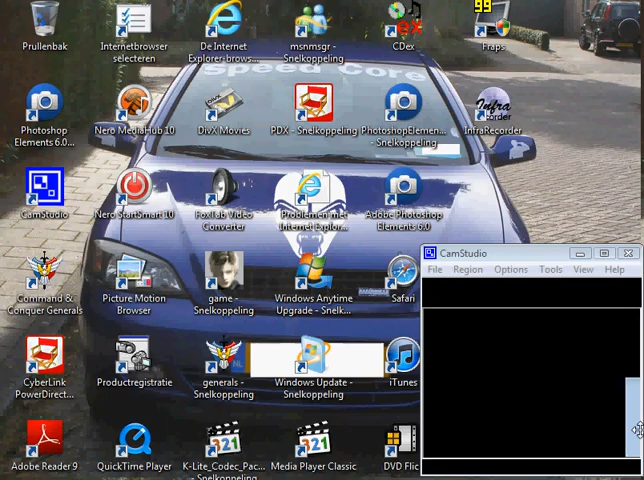 99
Prullenbak
Internetbrowser
selecteren
De Internet
Explorer-brows...
msnmsgr -
Snelkoppeling
CDex
Fraps
Speed Core
Photoshop
Elements 6.0...
Nero MediaHub 10
DivX Movies
PDX - Snelkoppeling
PhotoshopElemen...
- Snelkoppeling
InfraRecorder
CamStudio
Nero StartSmart 10
FoxTab Video
Converter
Problemen met
Internet Explor...
Adobe Photoshop
Elements 6.0
CamStudio
File Region Options Tools View Help
Command &
Conquer Generals
Picture Motion
Browser
game -
Snelkoppeling
Windows Anytime
Upgrade - Snelk...
Safari
NL
CyberLink
PowerDirect...
Productregistratie
generals -
Snelkoppeling
Windows Update -
Snelkoppeling
iTunes
321
321
Adobe Reader 9
QuickTime Player
K-Lite_Codec_Pac...
- Snelkoppeling
Media Player Classic
DVD Flic